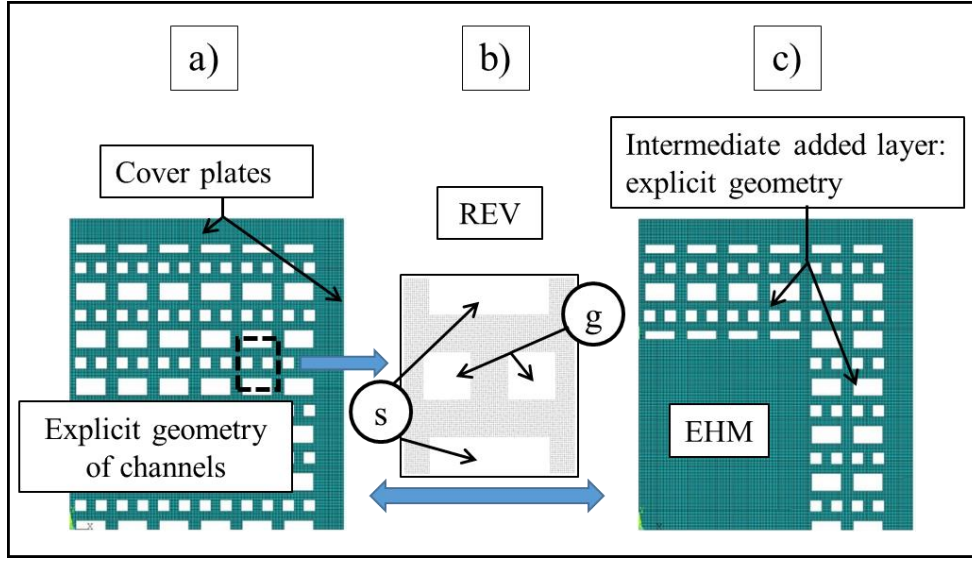 a)
b)
c)
Cover plates
REV
Intermediate added layer:
explicit geometry
g
s
Explicit geometry
of channels
EHM
X
X